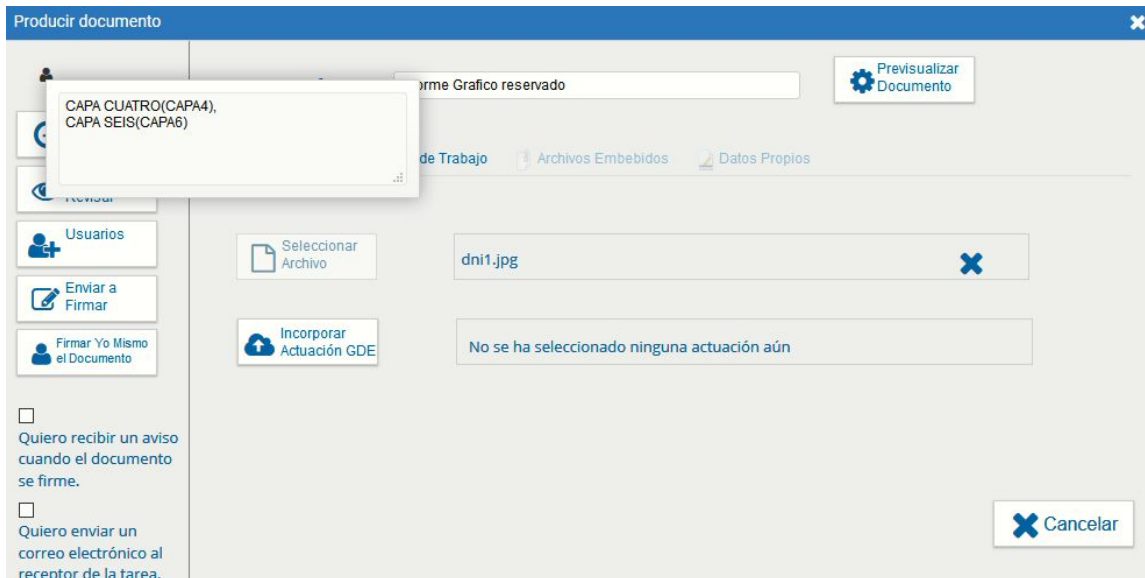 Producir documento
CAPA CUATRO(CAPA4),
CAPA SEIS(CAPA6)
Grafico reservado
Previsualizar
Documento
de Trabajo
Archivos Embebidos
Datos Propios
Usuarios
Enviar a
Firmar
Firmar Yo Mismo
el Documento
Seleccionar
Archivo
dni1.jpg
Incorporar
Actuación GDE
No se ha seleccionado ninguna actuación aún
Quiero recibir un aviso
cuando el documento
se firme.
Quiero enviar un
correo electrónico al
receptor de la tarea.
Cancelar